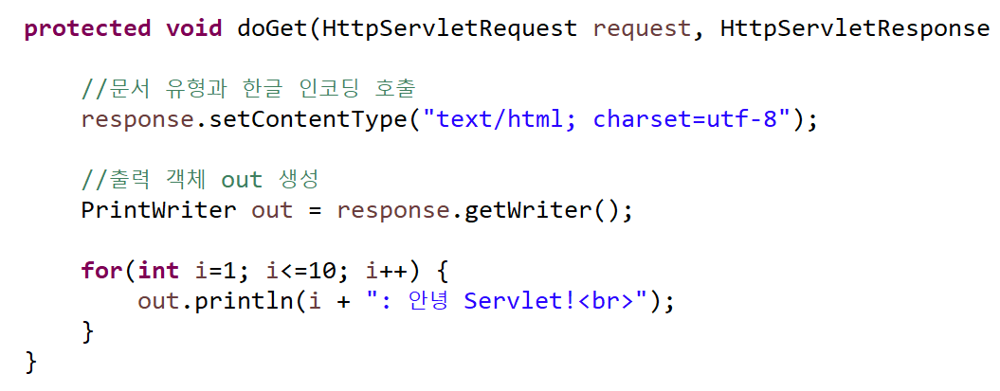 protected void doGet(HttpServletRequest request, HttpServletResponse
//문서 유형과 한글 인코딩 호출
response.setContentType("text/html; charset=utf-8");
//출력 객체 out 생성
PrintWriter out = response.getWriter();
for(int i=1; i<=10; i++) {
out.println(i + ": 안녕 Servlet!<br>");
}
}